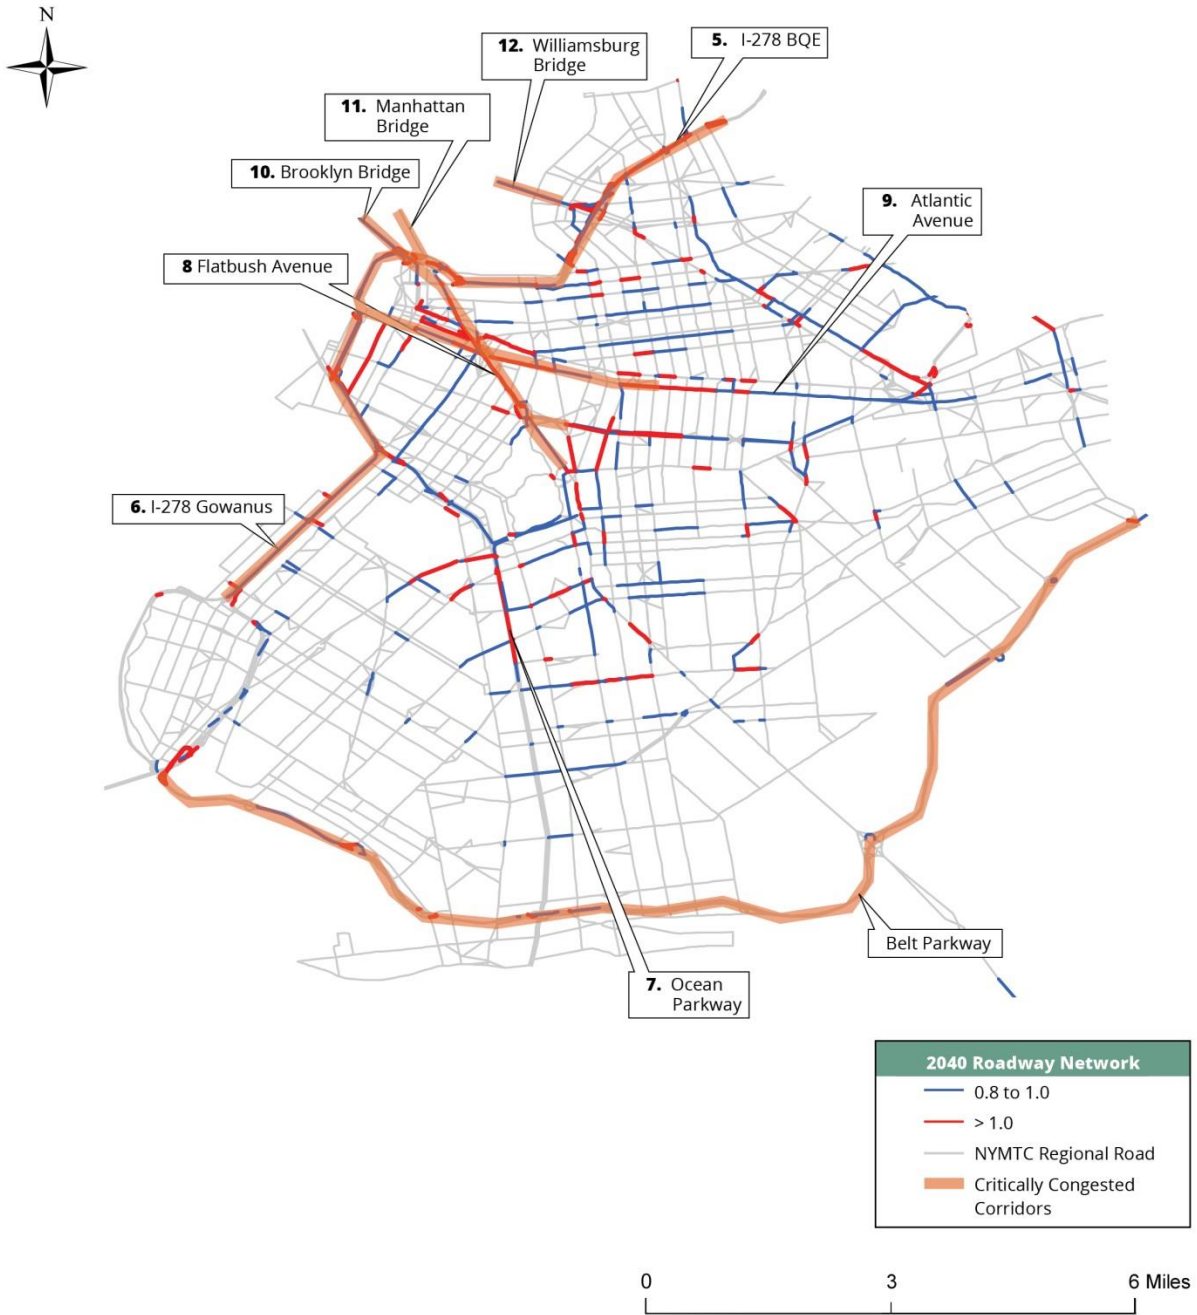 N
12. Williamsburg
Bridge
5. I-278 BQE
11. Manhattan
Bridge
10. Brooklyn Bridge
9. Atlantic
Avenue
8 Flatbush Avenue
6. I-278 Gowanus
Belt Parkway
7. Ocean
Parkway
2040 Roadway Network
0.8 to 1.0
> 1.0
NYMTC Regional Road
Critically Congested
Corridors
0 3 6 Miles